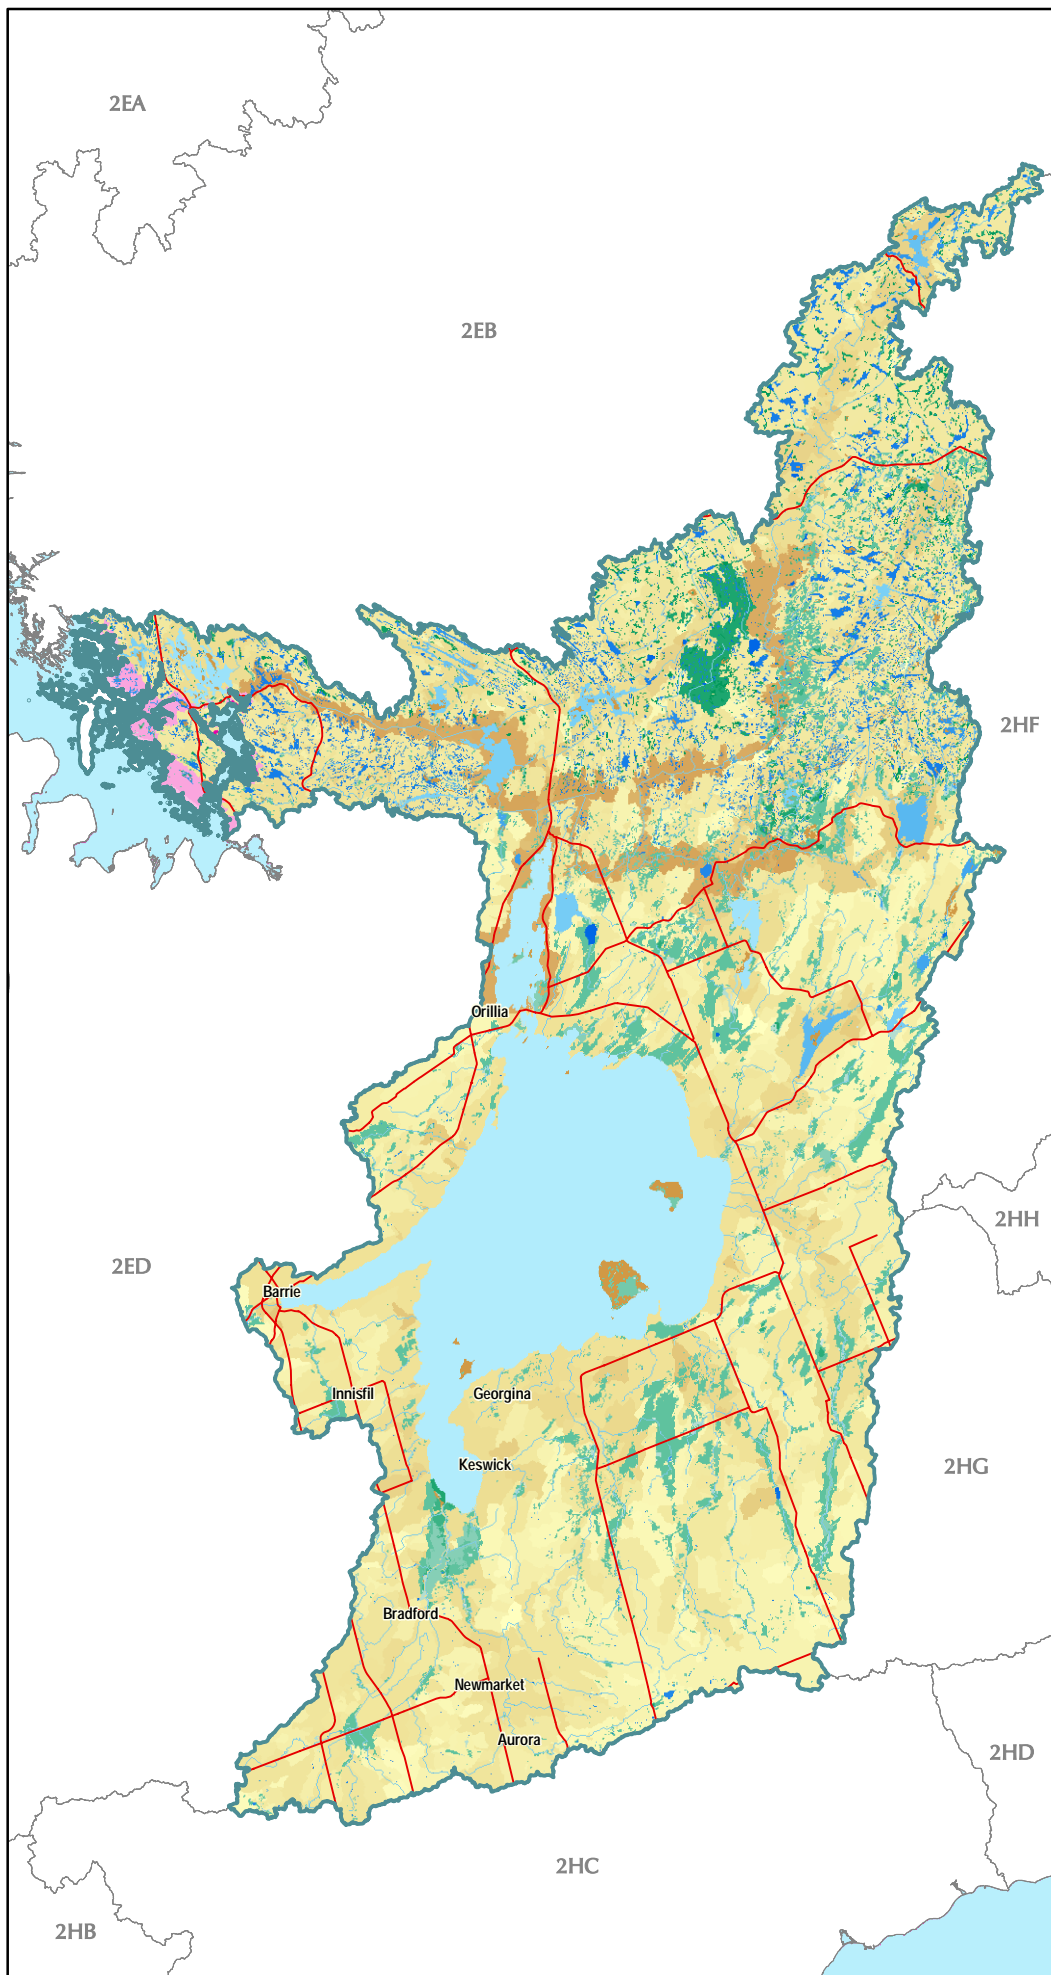 2EA
2EB
2HF
Orillia
2HH
2ED
Barrie
Innisfil
Georgina
Keswick
2HG
Bradford
Newmarket
Aurora
2HD
2HC
2HB